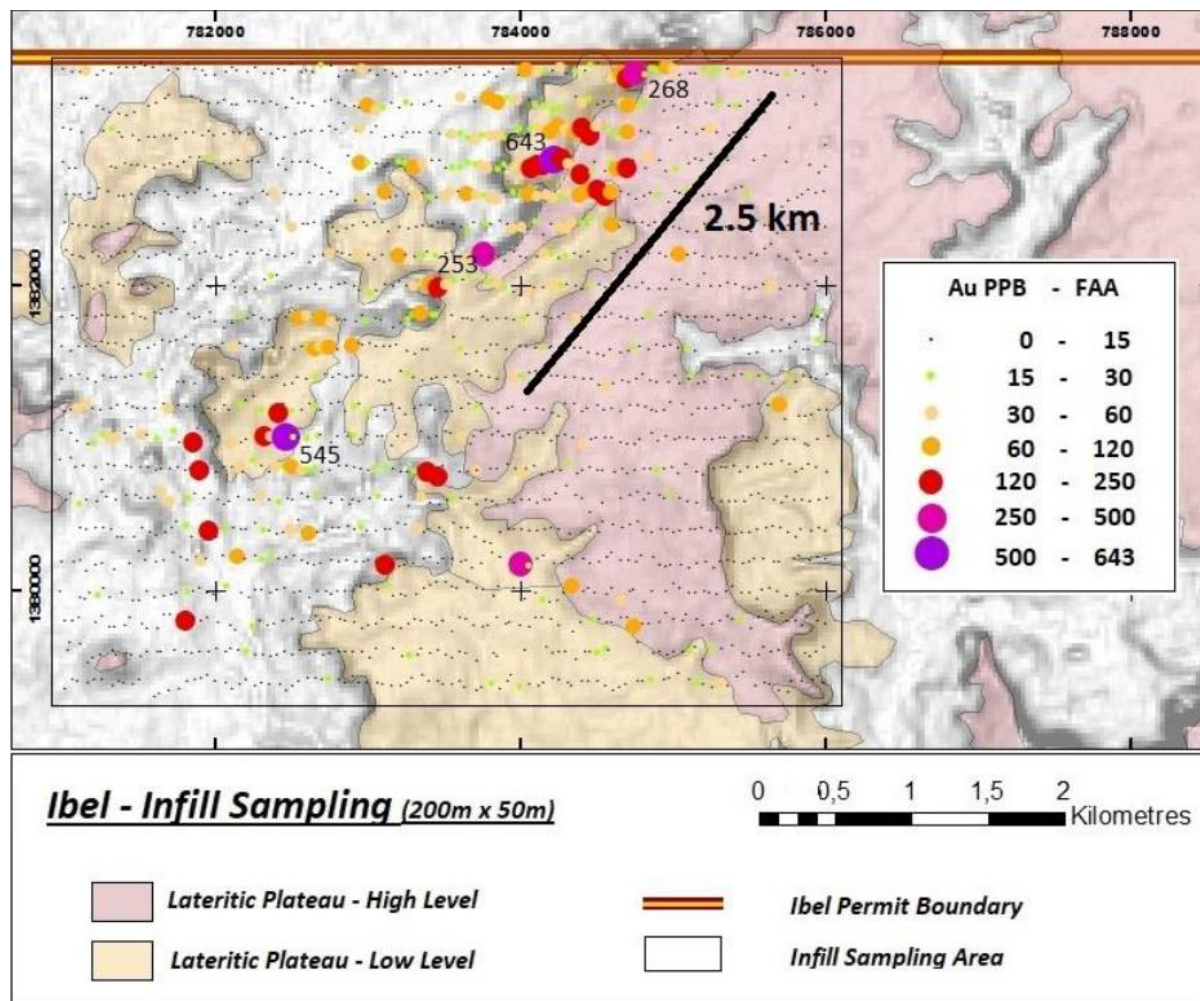 782000 784000 786000 788000
268
643
2.5 km
253
1382000
Au PPB - FAA
0 - 15
15 - 30
30 - 60
60 - 120
120 - 250
250 - 500
500 - 643
545
1380000
Ibel - Infill Sampling (200m x 50m)
0 0,5 1 1,5 2
Kilometres
Lateritic Plateau - High Level
Ibel Permit Boundary
Lateritic Plateau - Low Level
Infill Sampling Area